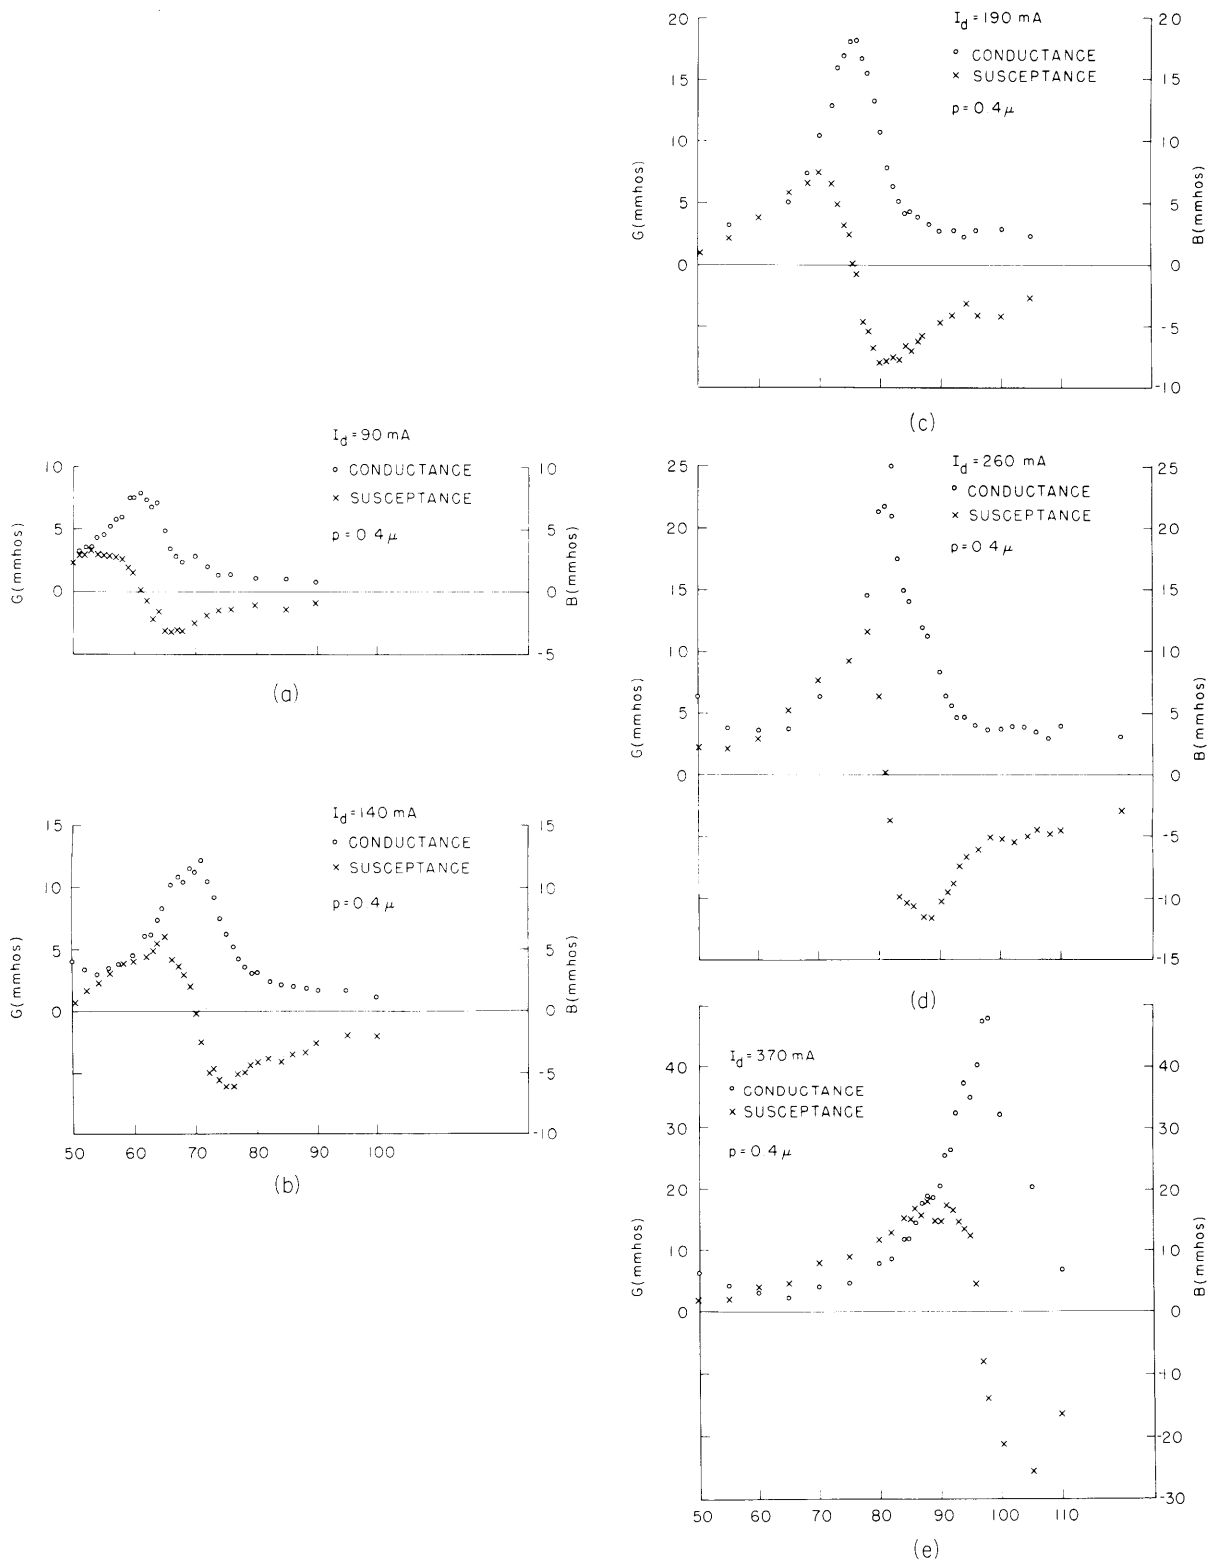 I_d = 90 mA
○ CONDUCTANCE
× SUSCEPTANCE
p = 0.4 μ
10
5
0
G (mmhos)
10
5
0
-5
B (mmhos)
(a)
I_d = 140 mA
○ CONDUCTANCE
× SUSCEPTANCE
p = 0.4 μ
15
10
5
0
G (mmhos)
15
10
5
0
-5
-10
B (mmhos)
50 60 70 80 90 100
(b)
I_d = 190 mA
○ CONDUCTANCE
× SUSCEPTANCE
p = 0.4 μ
20
15
10
5
0
G (mmhos)
20
15
10
5
0
-5
-10
B (mmhos)
(c)
I_d = 260 mA
○ CONDUCTANCE
× SUSCEPTANCE
p = 0.4 μ
25
20
15
10
5
0
G (mmhos)
25
20
15
10
5
0
-5
-10
-15
B (mmhos)
(d)
I_d = 370 mA
○ CONDUCTANCE
× SUSCEPTANCE
p = 0.4 μ
40
30
20
10
0
G (mmhos)
40
30
20
10
0
-10
-20
-30
B (mmhos)
50 60 70 80 90 100 110
(e)